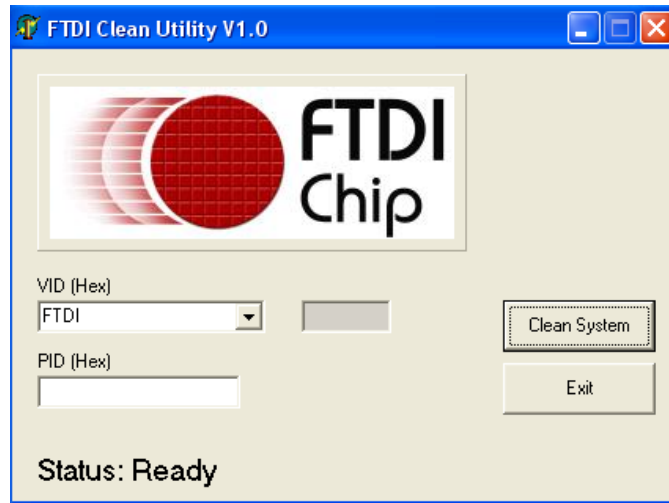 FTDI Clean Utility V1.0
FTDI
Chip
VID (Hex)
FTDI
Clean System
PID (Hex)
Exit
Status: Ready